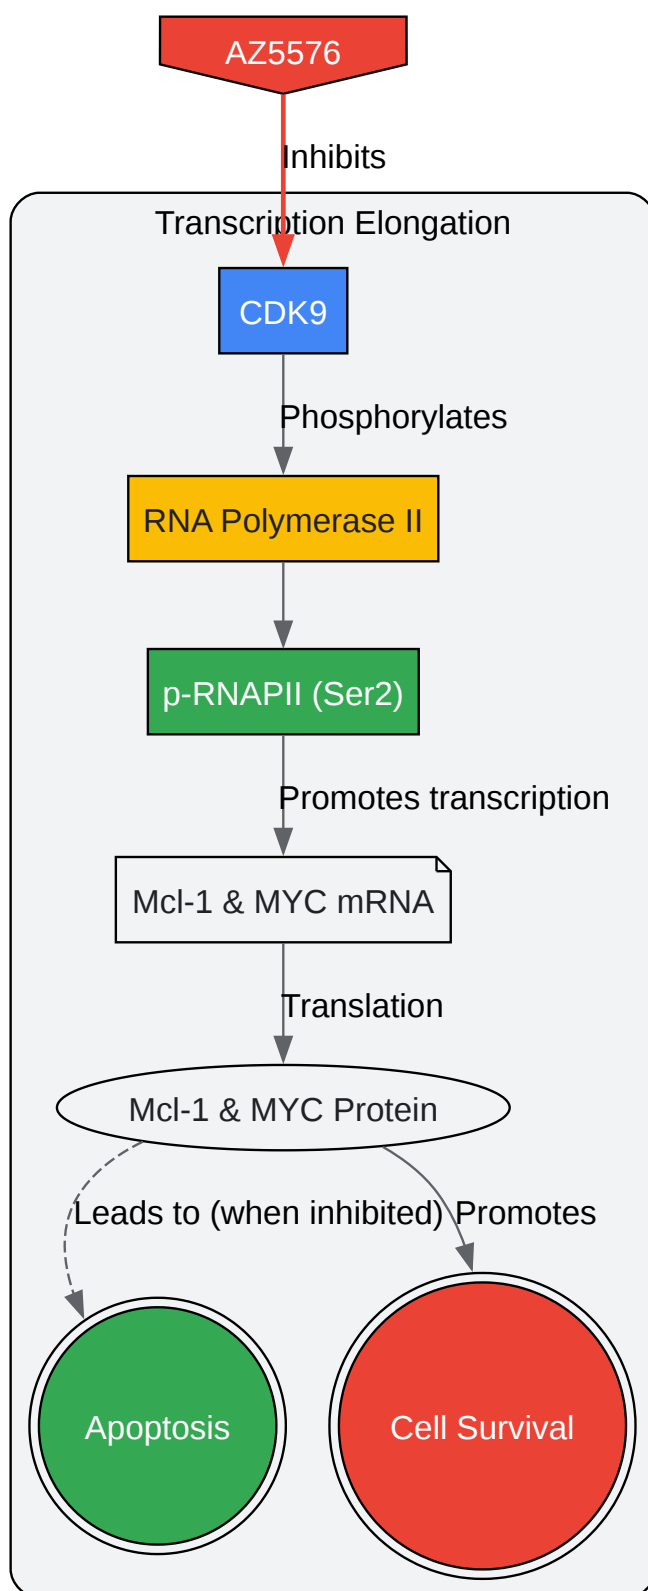 AZ5576
Inhibits
Transcription Elongation
CDK9
Phosphorylates
RNA Polymerase II
p-RNAPII (Ser2)
Promotes transcription
Mcl-1 & MYC mRNA
Translation
Mcl-1 & MYC Protein
Leads to (when inhibited)
Promotes
Apoptosis
Cell Survival